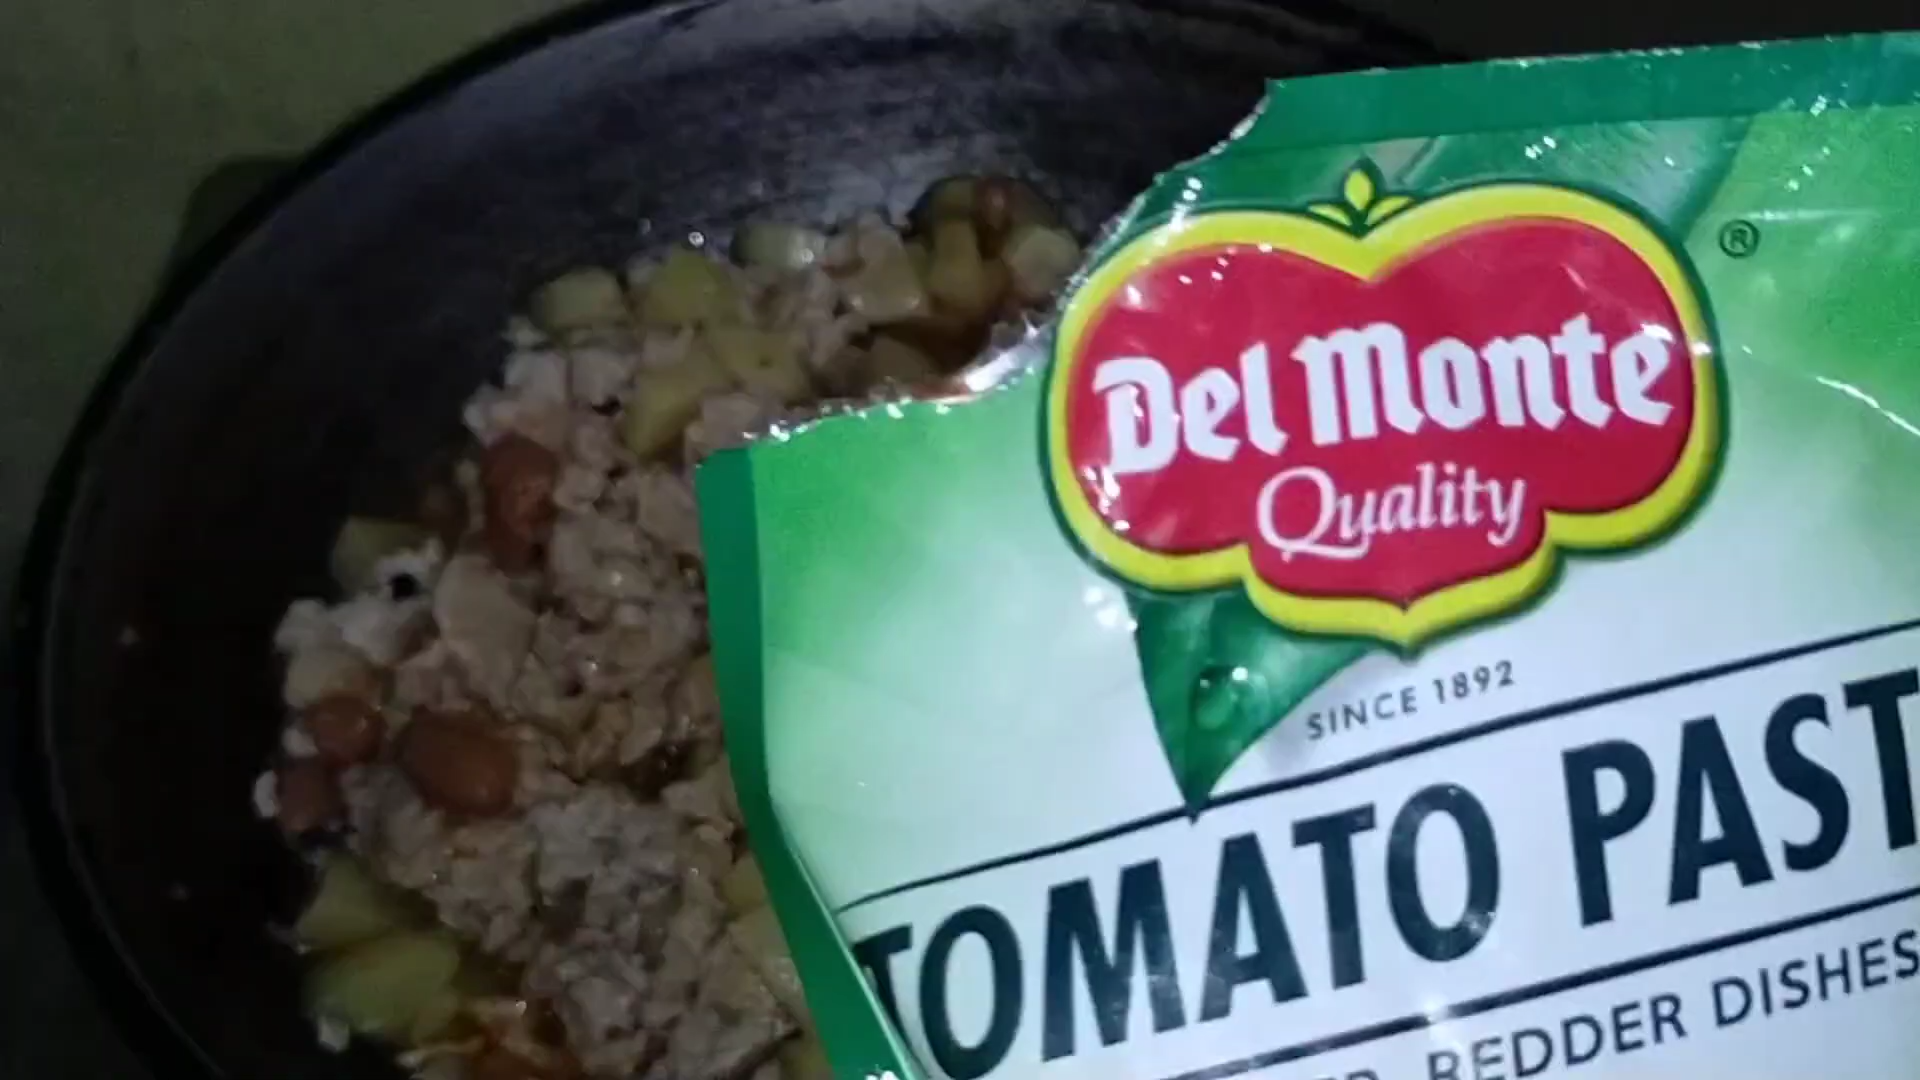 Del Monte
®
Quality
SINCE 1892
TOMATO PAST
REDDER DISHES